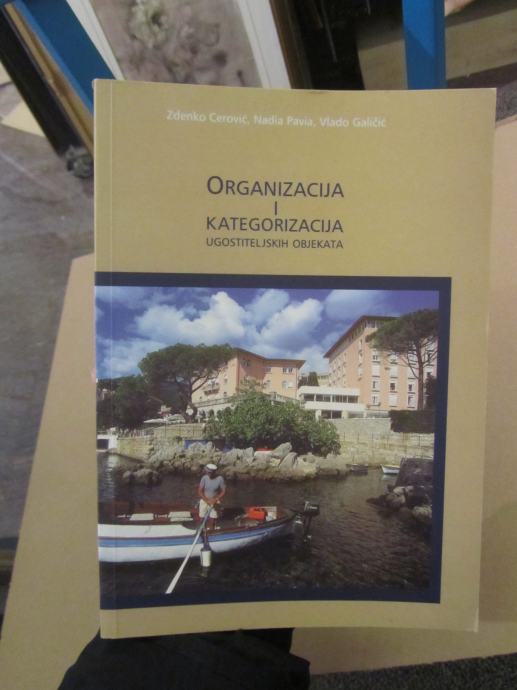 Zdenko Cerović, Nadia Pavia, Vlado Galičić
ORGANIZACIJA
I
KATEGORIZACIJA
UGOSTITELJSKIH OBJEKATA